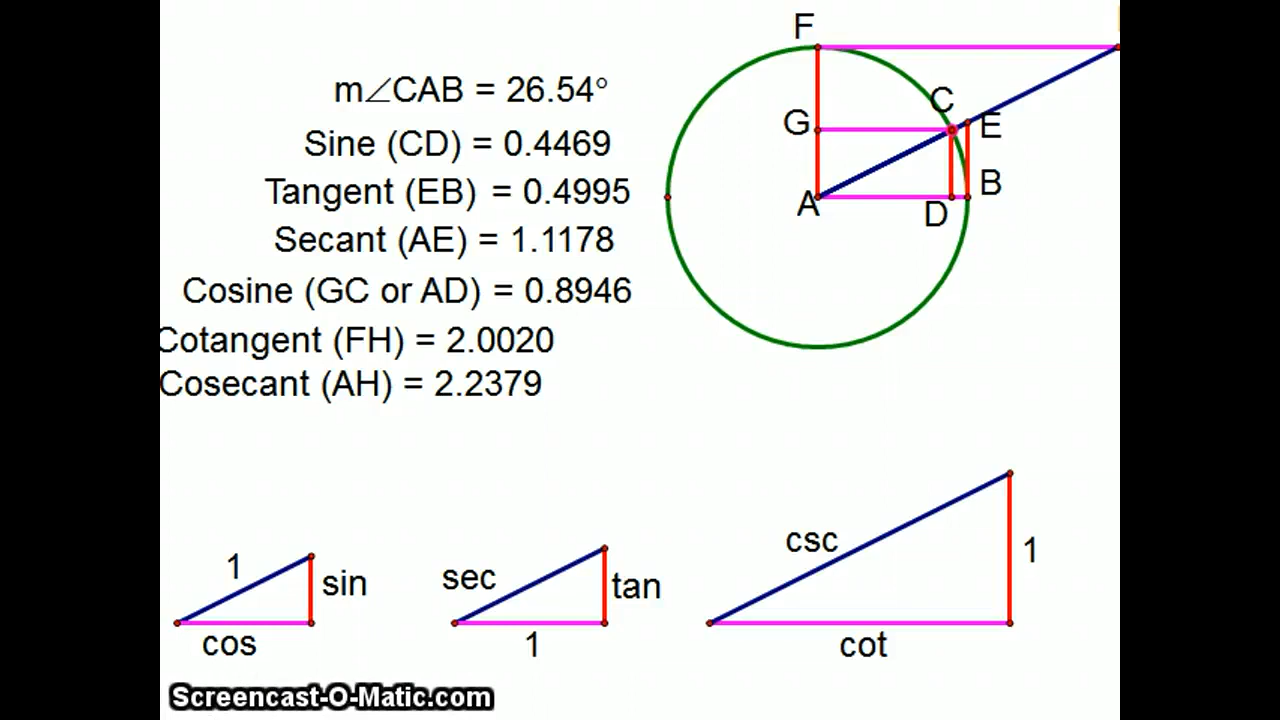 F
m∠CAB = 26.54°
C
G
E
Sine (CD) = 0.4469
Tangent (EB) = 0.4995
B
A
D
Secant (AE) = 1.1178
Cosine (GC or AD) = 0.8946
Cotangent (FH) = 2.0020
Cosecant (AH) = 2.2379
1
sin
cos
sec
tan
1
csc
1
cot
Screencast-O-Matic.com